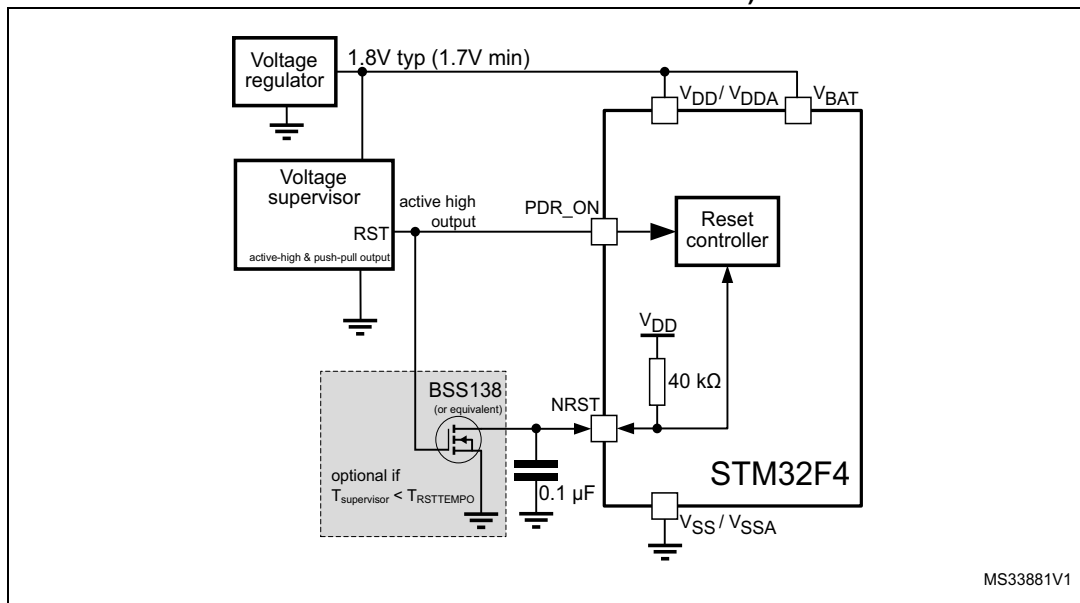 Voltage
regulator
1.8V typ (1.7V min)
VDD / VDDA
VBAT
Voltage
supervisor
RST
active-high & push-pull output
active high
output
PDR_ON
Reset
controller
VDD
40 kΩ
BSS138
(or equivalent)
NRST
optional if
Tsupervisor < TRSTTEMPO
0.1 µF
STM32F4
VSS / VSSA
MS33881V1